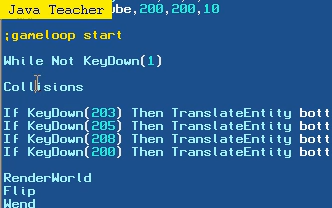 Java Teacher ube,200,200,10
;gameloop start
While Not KeyDown(1)
Collisions
If KeyDown(203) Then TranslateEntity bott
If KeyDown(205) Then TranslateEntity bott
If KeyDown(208) Then TranslateEntity bott
If KeyDown(200) Then TranslateEntity bott
RenderWorld
Flip
Wend